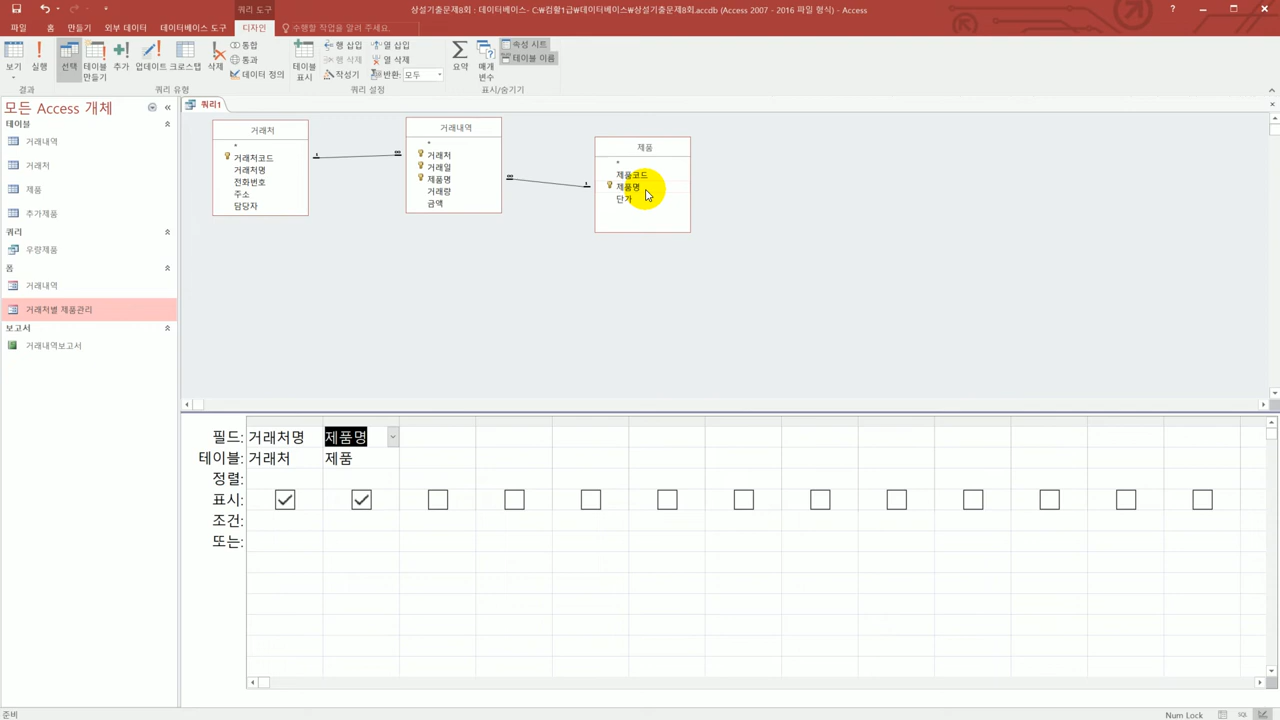 쿼리 도구
상설기출문제8회 : 데이터베이스- C:₩컴활1급₩데이터베이스₩상설기출문제8회.accdb (Access 2007 - 2016 파일 형식) - Access
파일 홈 만들기 외부 데이터 데이터베이스 도구 디자인 수행할 작업을 알려 주세요.
보기 실행 선택 테이블 만들기 추가 업데이트 크로스탭 삭제
통합
통과
데이터 정의
테이블 표시
행 삽입
행 삭제
작성기
열 삽입
열 삭제
반환: 모두
요약 매개 변수
속성 시트
테이블 이름
결과 쿼리 유형 쿼리 설정 표시/숨기기
모든 Access 개체
테이블
거래내역
거래처
제품
추가제품
쿼리
우량제품
폼
거래내역
거래처별 제품관리
보고서
거래내역보고서
쿼리1
거래처
*
거래처코드
거래처명
전화번호
주소
담당자
거래내역
*
거래처
거래일
제품명
거래량
금액
제품
*
제품코드
제품명
단가
1 ∞
∞ 1
필드: 거래처명 제품명
테이블: 거래처 제품
정렬:
표시:
조건:
또는:
준비
Num Lock
SQL